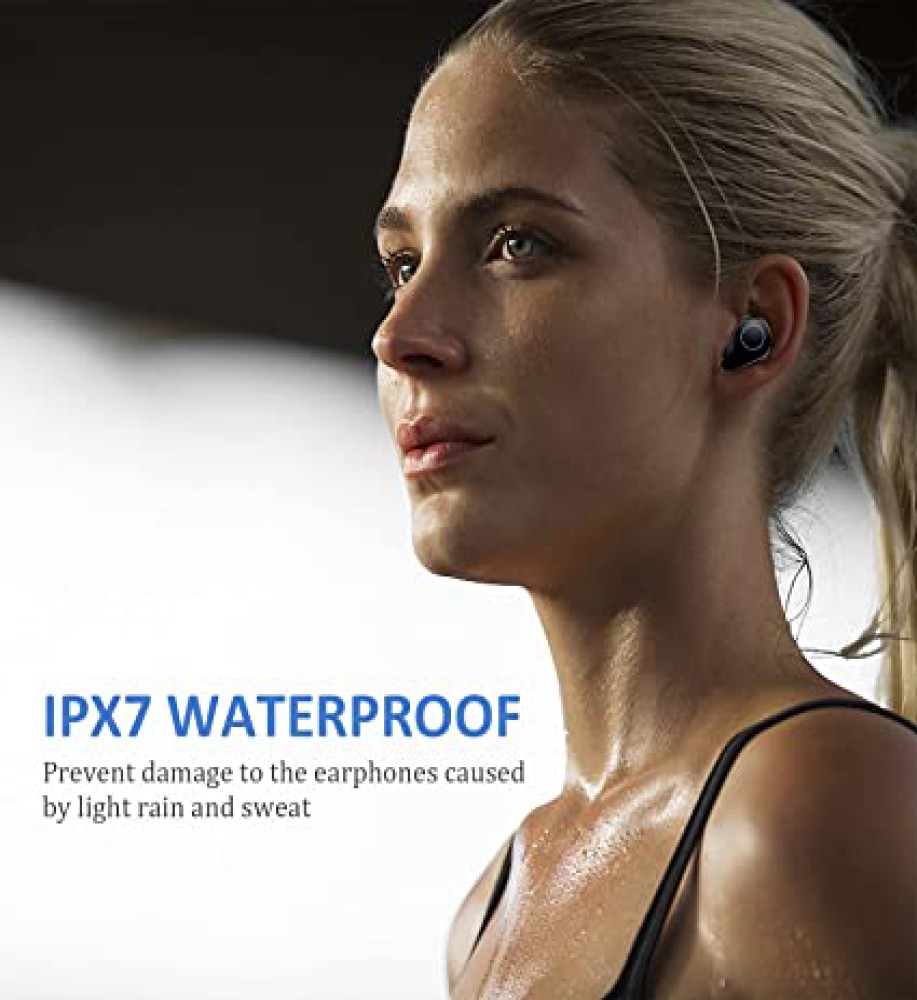 IPX7 WATERPROOF
Prevent damage to the earphones caused
by light rain and sweat